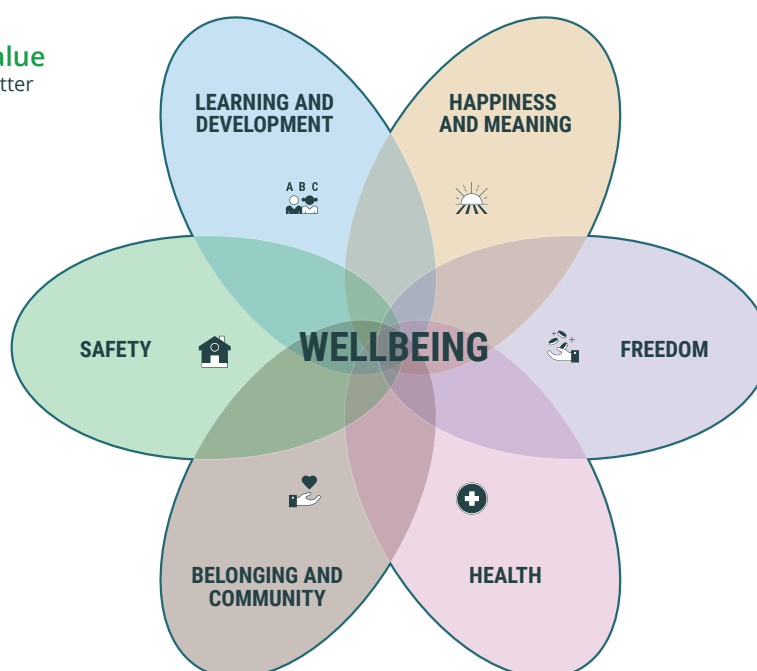 alue
tter
LEARNING AND
DEVELOPMENT
HAPPINESS
AND MEANING
A B C
SAFETY
WELLBEING
FREEDOM
BELONGING AND
COMMUNITY
HEALTH